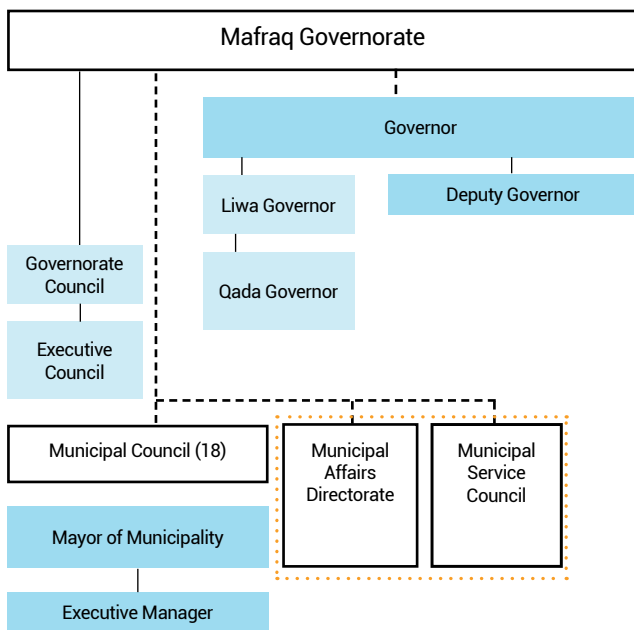 Mafraq Governorate
Governor
Liwa Governor
Deputy Governor
Governorate
Council
Qada Governor
Executive
Council
Municipal Council (18)
Municipal
Affairs
Directorate
Municipal
Service
Council
Mayor of Municipality
Executive Manager